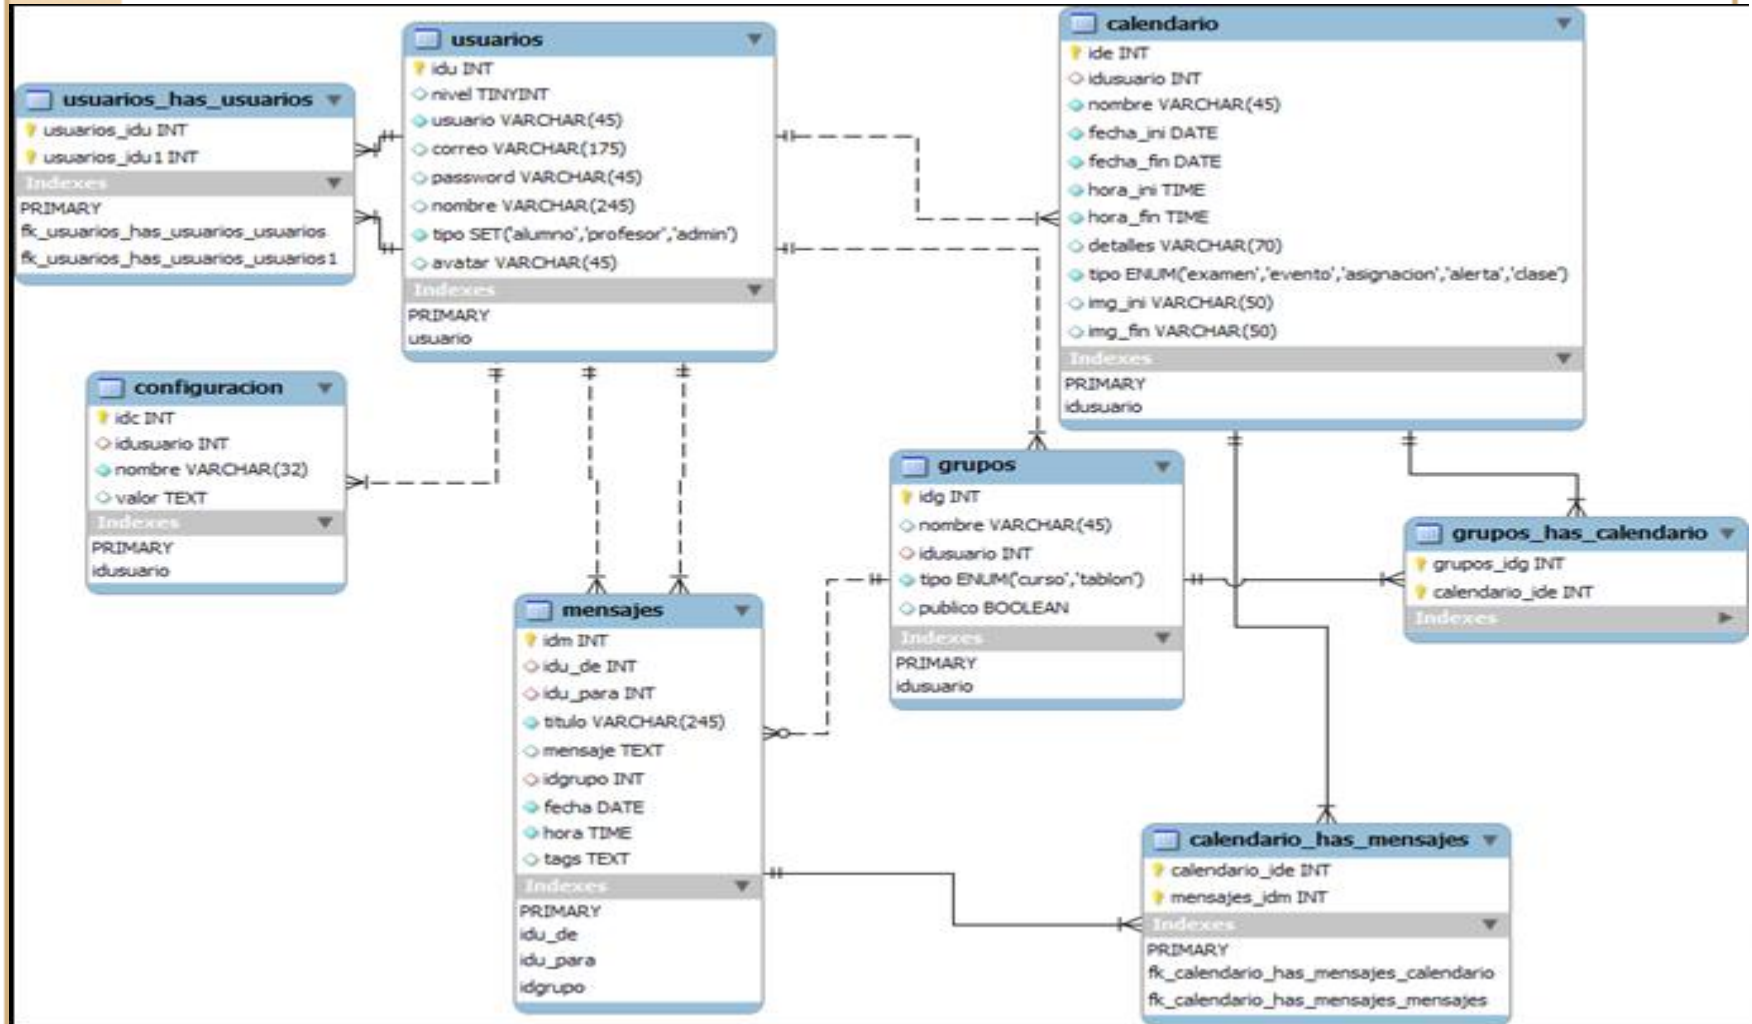 usuarios_has_usuarios
usuarios_idu INT
usuarios_idu1 INT
Indexes
PRIMARY
fk_usuarios_has_usuarios_usuarios
fk_usuarios_has_usuarios_usuarios1
usuarios
idu INT
nivel TINYINT
usuario VARCHAR(45)
correo VARCHAR(175)
password VARCHAR(45)
nombre VARCHAR(245)
tipo SET('alumno','profesor','admin')
avatar VARCHAR(45)
Indexes
PRIMARY
usuario
calendario
ide INT
idusuario INT
nombre VARCHAR(45)
fecha_ini DATE
fecha_fin DATE
hora_ini TIME
hora_fin TIME
detalles VARCHAR(70)
tipo ENUM('examen','evento','asignacion','alerta','clase')
img_ini VARCHAR(50)
img_fin VARCHAR(50)
Indexes
PRIMARY
idusuario
configuracion
idc INT
idusuario INT
nombre VARCHAR(32)
valor TEXT
Indexes
PRIMARY
idusuario
grupos
idg INT
nombre VARCHAR(45)
idusuario INT
tipo ENUM('curso','tablon')
publico BOOLEAN
Indexes
PRIMARY
idusuario
grupos_has_calendario
grupos_idg INT
calendario_ide INT
Indexes
mensajes
idm INT
idu_de INT
idu_para INT
titulo VARCHAR(245)
mensaje TEXT
idgrupo INT
fecha DATE
hora TIME
tags TEXT
Indexes
PRIMARY
idu_de
idu_para
idgrupo
calendario_has_mensajes
calendario_ide INT
mensajes_idm INT
Indexes
PRIMARY
fk_calendario_has_mensajes_calendario
fk_calendario_has_mensajes_mensajes